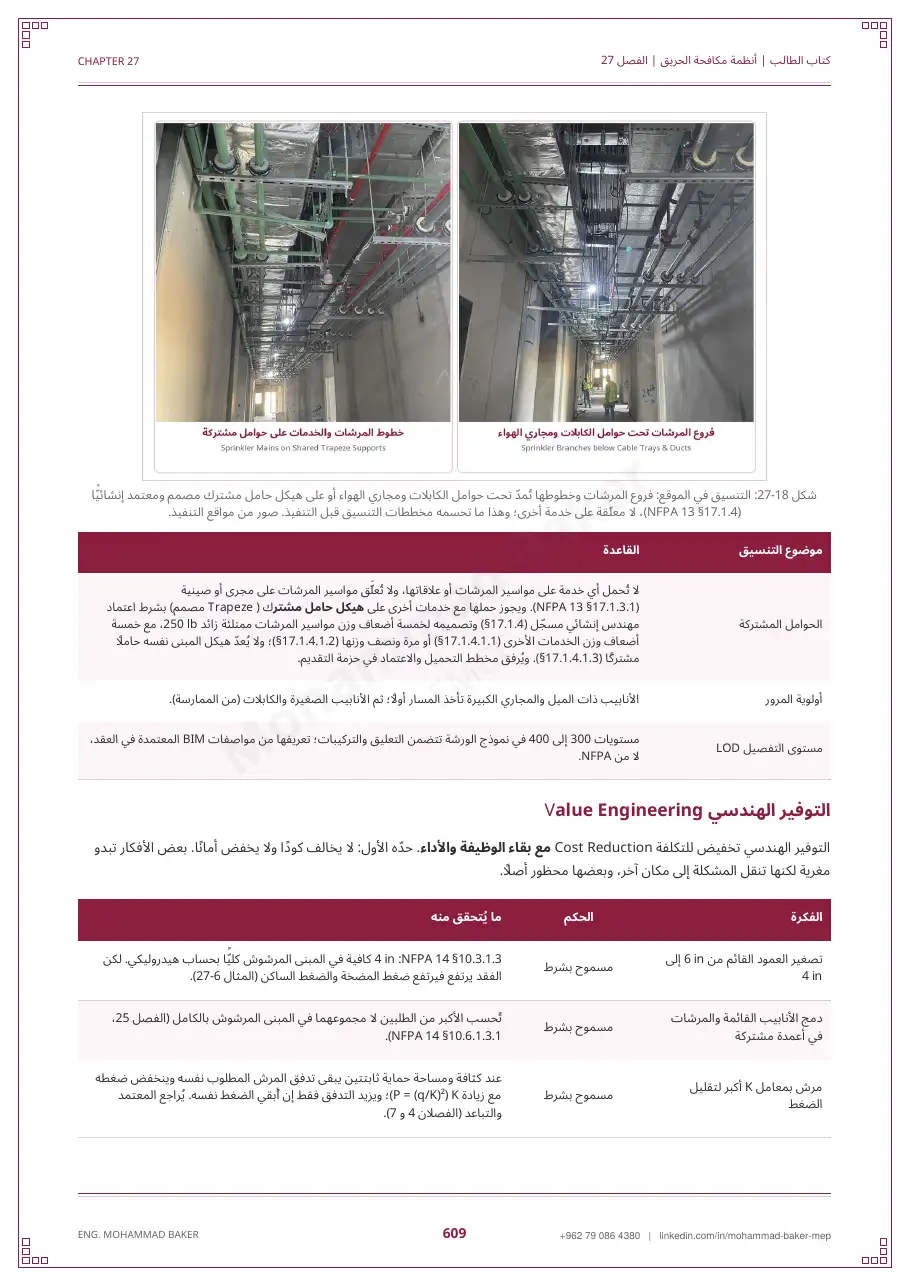 كتاب الطالب | أنظمة مكافحة الحريق | الفصل 27
CHAPTER 27
فروع المرشات تحت حوامل الكابلات ومجاري الهواء
Sprinkler Branches below Cable Trays & Ducts
خطوط المرشات والخدمات على حوامل مشتركة
Sprinkler Mains on Shared Trapeze Supports
شكل 18-27: التنسيق في الموقع: فروع المرشات وخطوطها تُمدّ تحت حوامل الكابلات ومجاري الهواء أو على هيكل حامل مشترك مصمم ومعتمد إنشائيًّا
(NFPA 13 §17.1.4)، لا معلّقة على خدمة أخرى؛ وهذا ما تحسمه مخططات التنسيق قبل التنفيذ. صور من مواقع التنفيذ.
موضوع التنسيق
القاعدة
الحوامل المشتركة
لا تُحمل أي خدمة على مواسير المرشات أو علاقاتها، ولا تُعلَّق مواسير المرشات على مجرى أو صينية
(NFPA 13 §17.1.3.1). ويجوز حملها مع خدمات أخرى على هيكل حامل مشترك ( Trapeze مصمم) بشرط اعتماد
مهندس إنشائي مسجّل (§17.1.4) وتصميمه لخمسة أضعاف وزن مواسير المرشات ممتلئة زائد 250 lb، مع خمسة
أضعاف وزن الخدمات الأخرى (§17.1.4.1.1) أو مرة ونصف وزنها (§17.1.4.1.2)؛ ولا يُعدّ هيكل المبنى نفسه حاملًا
مشتركًا (§17.1.4.1.3). ويُرفق مخطط التحميل والاعتماد في حزمة التقديم.
أولوية المرور
الأنابيب ذات الميل والمجاري الكبيرة تأخذ المسار أولًا؛ ثم الأنابيب الصغيرة والكابلات (من الممارسة).
مستوى التفصيل LOD
مستويات 300 إلى 400 في نموذج الورشة تتضمن التعليق والتركيبات؛ تعريفها من مواصفات BIM المعتمدة في العقد،
لا من NFPA.
التوفير الهندسي Value Engineering
التوفير الهندسي تخفيض للتكلفة Cost Reduction مع بقاء الوظيفة والأداء. حدّه الأول: لا يخالف كودًا ولا يخفض أمانًا. بعض الأفكار تبدو
مغرية لكنها تنقل المشكلة إلى مكان آخر، وبعضها محظور أصلًا.
الفكرة
الحكم
ما يُتحقق منه
تصغير العمود القائم من 6 in إلى
4 in
مسموح بشرط
NFPA 14 §10.3.1.3: 4 in كافية في المبنى المرشوش كليًّا بحساب هيدروليكي. لكن
الفقد يرتفع فيرتفع ضغط المضخة والضغط الساكن (المثال 6-27).
دمج الأنابيب القائمة والمرشات
في أعمدة مشتركة
مسموح بشرط
تُحسب الأكبر من الطلبين لا مجموعهما في المبنى المرشوش بالكامل (الفصل 25،
NFPA 14 §10.6.1.3.1).
مرش بمعامل K أكبر لتقليل
الضغط
مسموح بشرط
عند كثافة ومساحة حماية ثابتتين يبقى تدفق المرش المطلوب نفسه وينخفض ضغطه
مع زيادة K (P = (q/K)²)؛ ويزيد التدفق فقط إن أُبقي الضغط نفسه. يُراجع المعتمد
والتباعد (الفصلان 4 و 7).
ENG. MOHAMMAD BAKER
609
+962 79 086 4380 | linkedin.com/in/mohammad-baker-mep